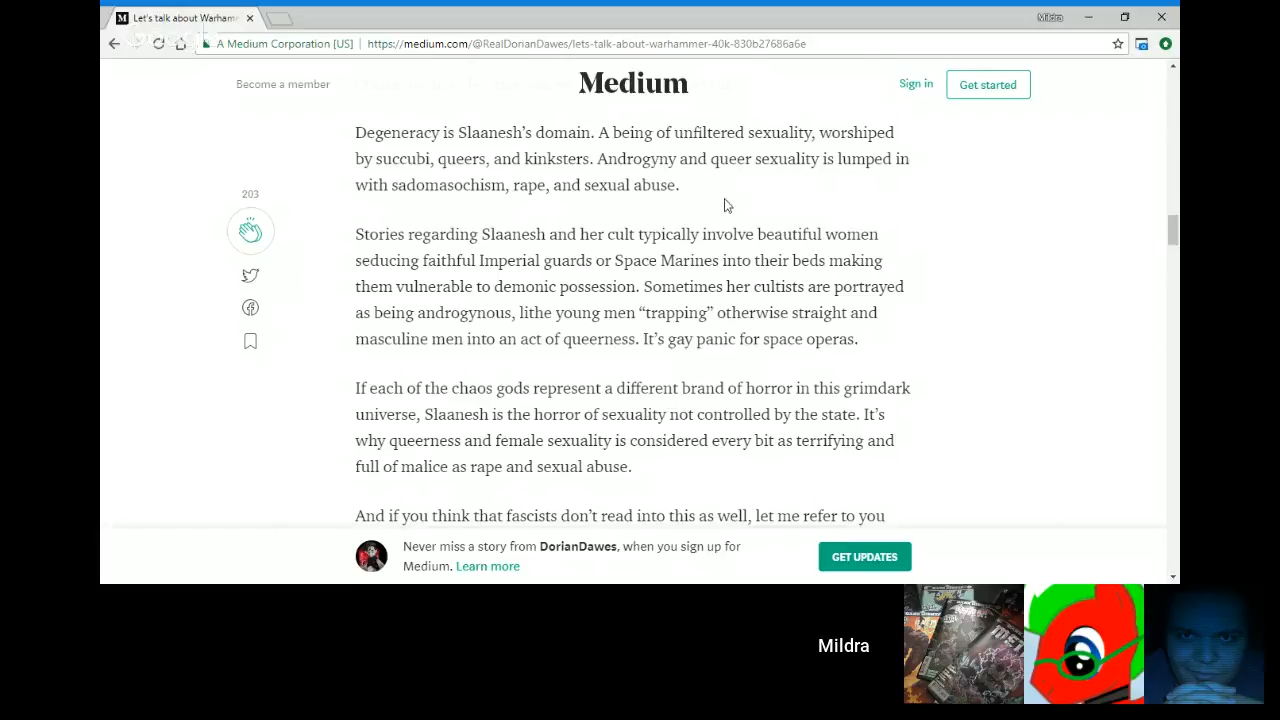 Let's talk about Warham
Mildra
A Medium Corporation [US] | https://medium.com/@RealDorianDawes/lets-talk-about-warhammer-40k-830b27686a6e
Become a member
Medium
Sign in
Get started
Degeneracy is Slaanesh’s domain. A being of unfiltered sexuality, worshiped
by succubi, queers, and kinksters. Androgyny and queer sexuality is lumped in
with sadomasochism, rape, and sexual abuse.
203
Stories regarding Slaanesh and her cult typically involve beautiful women
seducing faithful Imperial guards or Space Marines into their beds making
them vulnerable to demonic possession. Sometimes her cultists are portrayed
as being androgynous, lithe young men “trapping” otherwise straight and
masculine men into an act of queerness. It’s gay panic for space operas.
If each of the chaos gods represent a different brand of horror in this grimdark
universe, Slaanesh is the horror of sexuality not controlled by the state. It’s
why queerness and female sexuality is considered every bit as terrifying and
full of malice as rape and sexual abuse.
And if you think that fascists don’t read into this as well, let me refer to you
Never miss a story from DorianDawes, when you sign up for
Medium. Learn more
GET UPDATES
Mildra